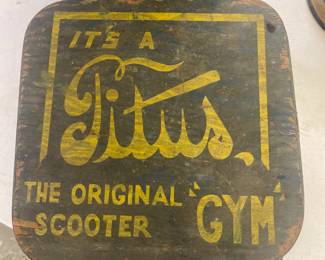 IT'S A
Titus.
THE ORIGINAL "GYM"
SCOOTER